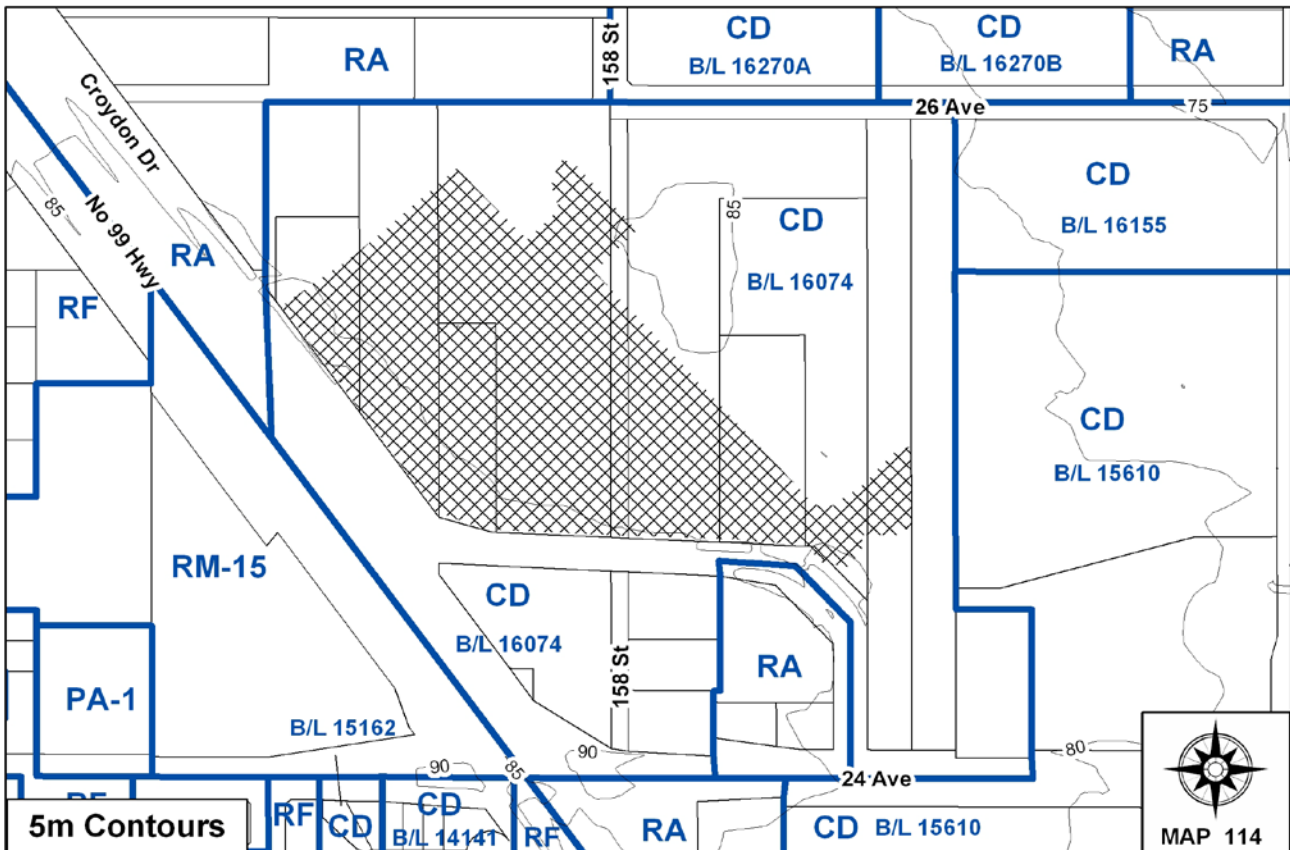 CD
B/L 16270A
CD
B/L 16270B
RA
RA
158 St
26 Ave
75
Croydon Dr
No 99 Hwy
85
RA
RF
85
CD
B/L 16074
CD
B/L 16155
CD
B/L 15610
RM-15
CD
B/L 16074
158 St
RA
PA-1
B/L 15162
90
85
90
24 Ave
80
RF
RF
CD
CD
B/L 14141
RF
RA
CD B/L 15610
5m Contours
MAP 114